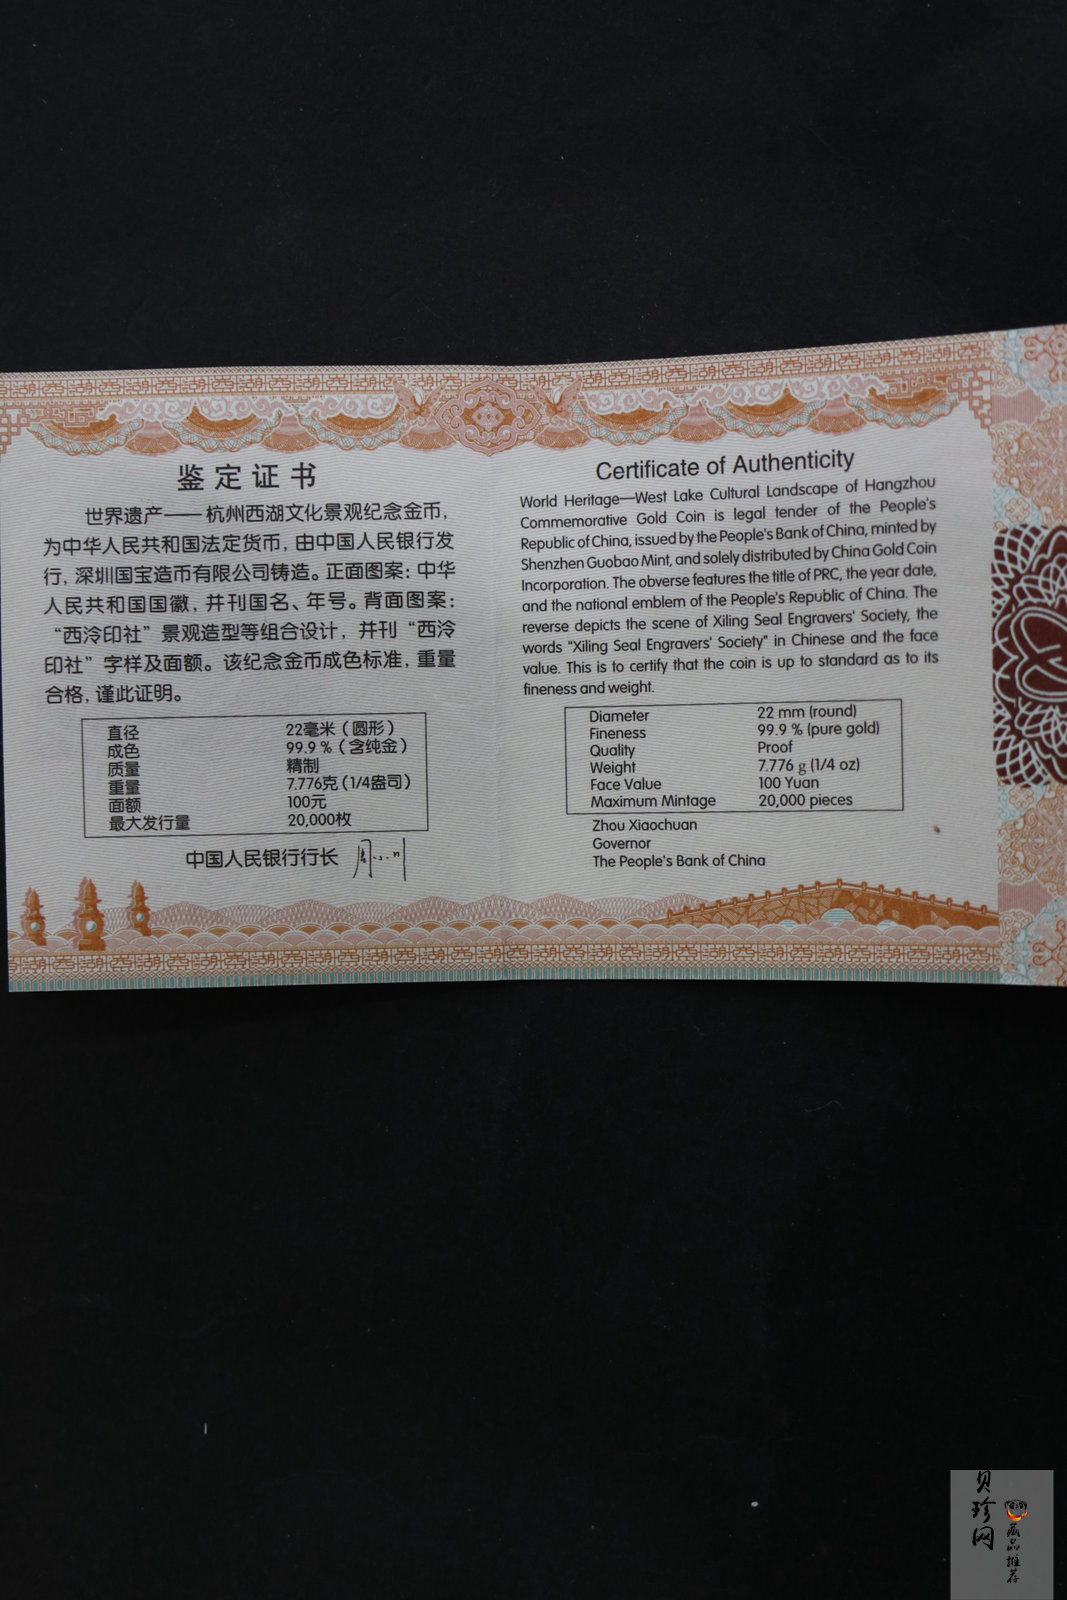 鉴定证书
世界遗产——杭州西湖文化景观纪念金币，
为中华人民共和国法定货币，由中国人民银行发
行，深圳国宝造币有限公司铸造。正面图案：中华
人民共和国国徽，并刊国名、年号。背面图案：
“西泠印社”景观造型等组合设计，并刊“西泠
印社”字样及面额。该纪念金币成色标准，重量
合格，谨此证明。
直径 22毫米（圆形）
成色 99.9%（含纯金）
质量 精制
重量 7.776克（1/4盎司）
面额 100元
最大发行量 20,000枚
中国人民银行行长
Certificate of Authenticity
World Heritage—West Lake Cultural Landscape of Hangzhou
Commemorative Gold Coin is legal tender of the People's
Republic of China, issued by the People's Bank of China, minted by
Shenzhen Guobao Mint, and solely distributed by China Gold Coin
Incorporation. The obverse features the title of PRC, the year date,
and the national emblem of the People's Republic of China. The
reverse depicts the scene of Xiling Seal Engravers' Society, the
words "Xiling Seal Engravers' Society" in Chinese and the face
value. This is to certify that the coin is up to standard as to its
fineness and weight.
Diameter 22 mm (round)
Fineness 99.9 % (pure gold)
Quality Proof
Weight 7.776 g (1/4 oz)
Face Value 100 Yuan
Maximum Mintage 20,000 pieces
Zhou Xiaochuan
Governor
The People's Bank of China
贝珍网
藏品推荐